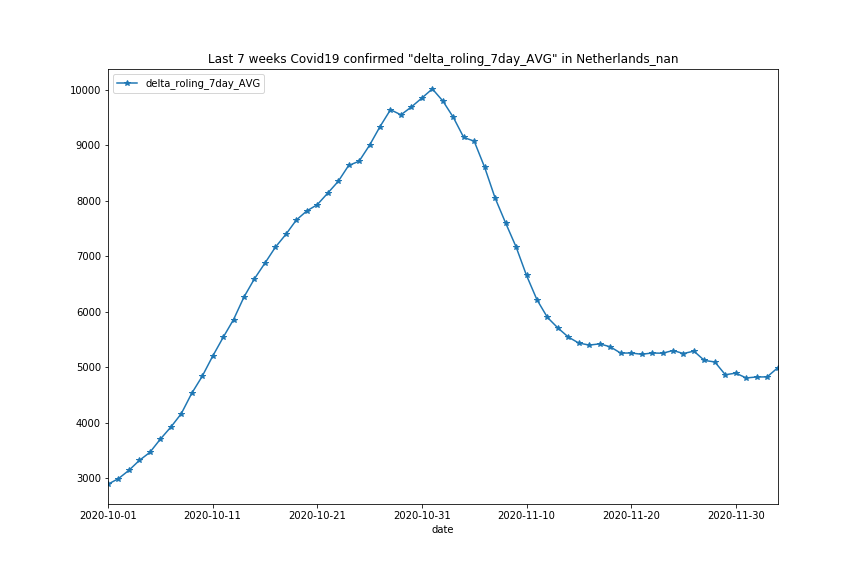 Last 7 weeks Covid19 confirmed "delta_roling_7day_AVG" in Netherlands_nan
delta_roling_7day_AVG
10000
9000
8000
7000
6000
5000
4000
3000
2020-10-01 2020-10-11 2020-10-21 2020-10-31 2020-11-10 2020-11-20 2020-11-30
date